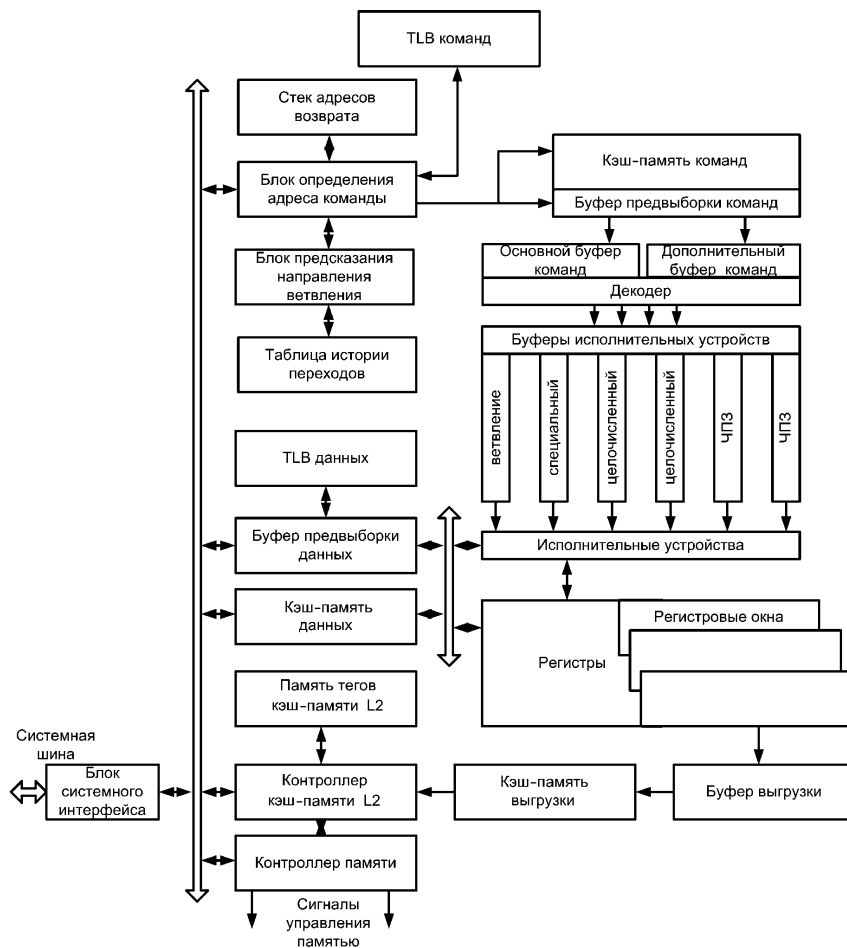 TLB команд
Стек адресов
возврата
Блок определения
адреса команды
Кэш-память команд
Буфер предвыборки команд
Блок предсказания
направления
ветвления
Основной буфер
команд
Дополнительный
буфер команд
Декодер
Таблица истории
переходов
Буферы исполнительных устройств
ветвление
специальный
целочисленный
целочисленный
ЧПЗ
ЧПЗ
TLB данных
Буфер предвыборки
данных
Исполнительные устройства
Кэш-память
данных
Регистры
Регистровые окна
Память тегов
кэш-памяти L2
Системная
шина
Блок
системного
интерфейса
Контроллер
кэш-памяти L2
Кэш-память
выгрузки
Буфер выгрузки
Контроллер памяти
Сигналы
управления
памятью